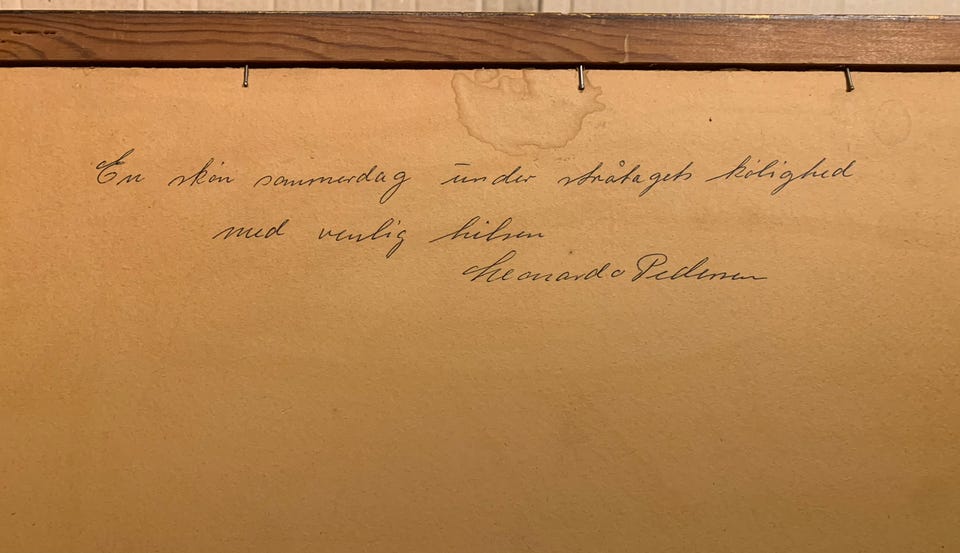 En skøn sommerdag under stråtagets kølighed
med venlig hilsen
Leonardo Pedersen